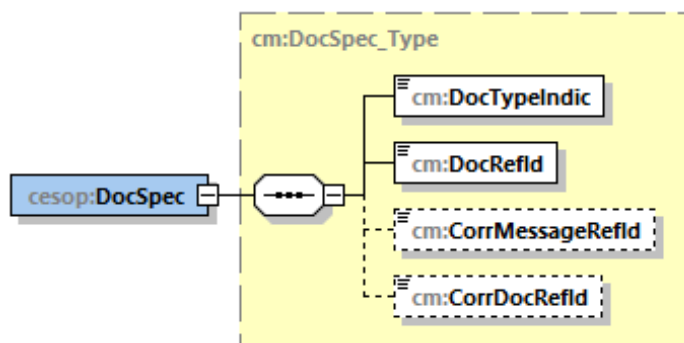 cm:DocSpec_Type
cm:DocTypeIndic
cm:DocRefId
cesop:DocSpec
cm:CorrMessageRefId
cm:CorrDocRefId